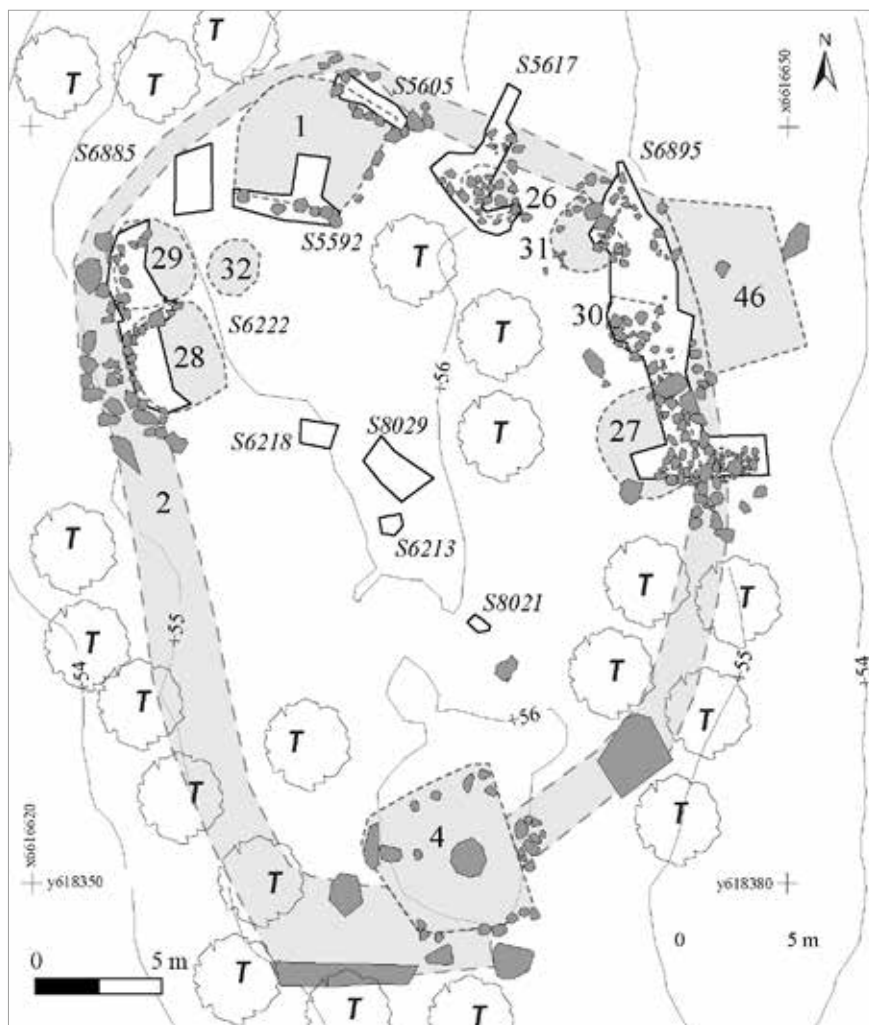 T
T
T
N
S5605
S5617
x6616650
1
S6885
S6895
26
S5592
29
32
T
31
46
30
S6222
28
T
+56
S8029
T
27
S6218
2
T
S6213
S8021
T
T
+55
T
+54
+55
T
+54
T
+56
T
T
T
T
4
x6616620
T
y618350
y618380
0 5 m
0 5 m
T
T
T